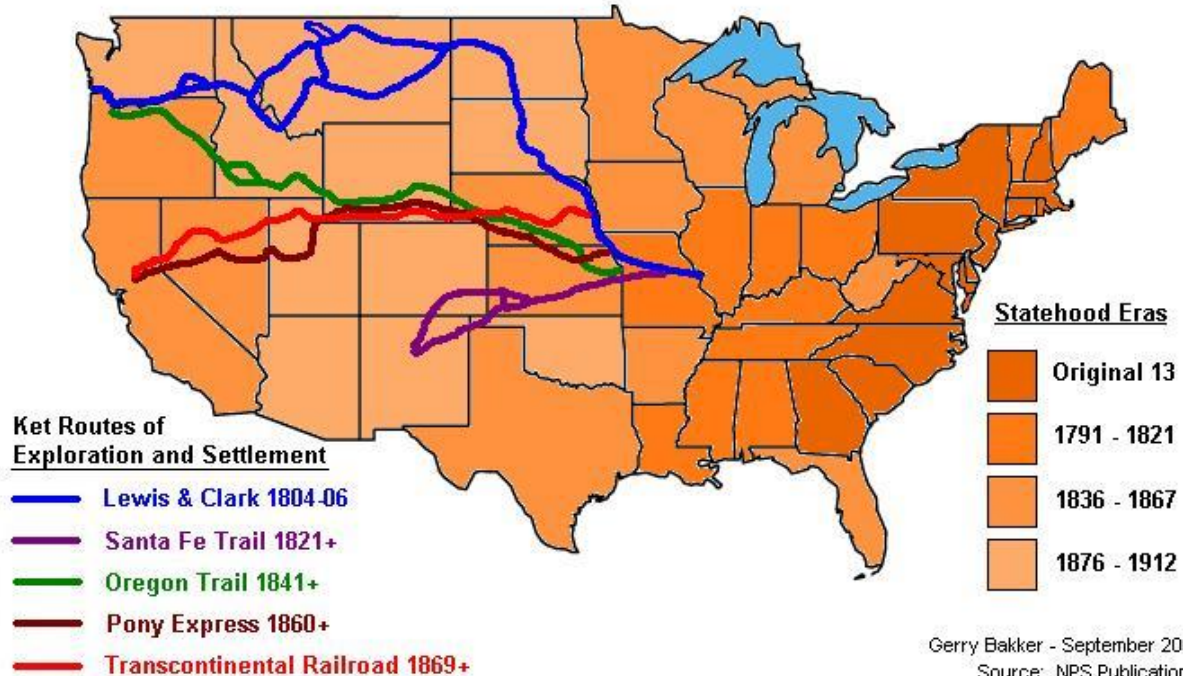 Statehood Eras
Original 13
1791 - 1821
1836 - 1867
1876 - 1912
Ket Routes of
Exploration and Settlement
Lewis & Clark 1804-06
Santa Fe Trail 1821+
Oregon Trail 1841+
Pony Express 1860+
Transcontinental Railroad 1869+
Gerry Bakker - September 20
Source: NPS Publication